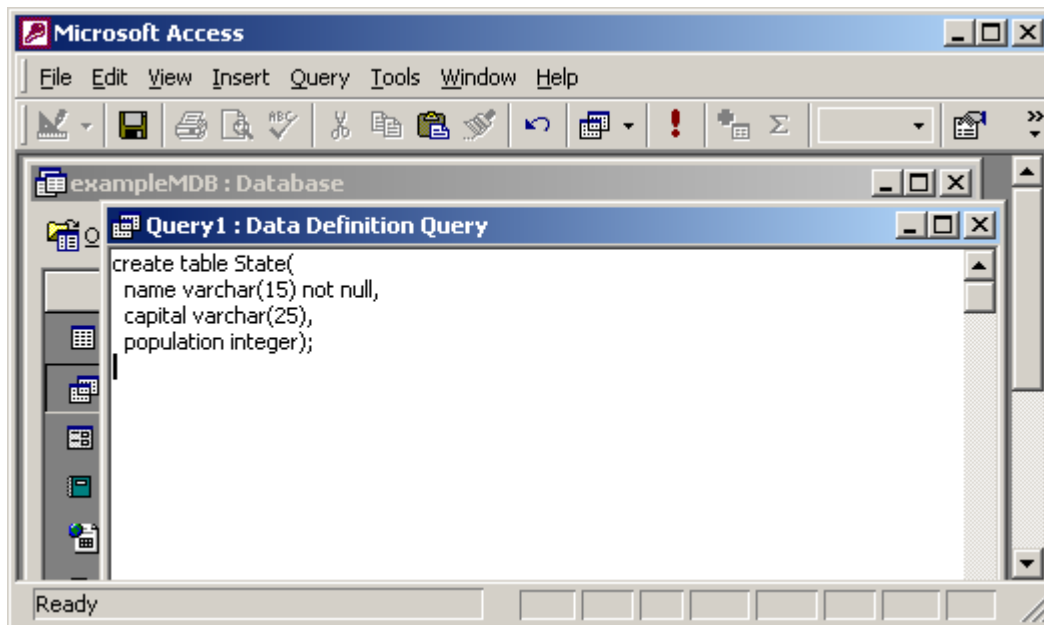 Microsoft Access
File Edit View Insert Query Tools Window Help
ABC
exampleMDB : Database
O
Query1 : Data Definition Query
create table State(
name varchar(15) not null,
capital varchar(25),
population integer);
Ready